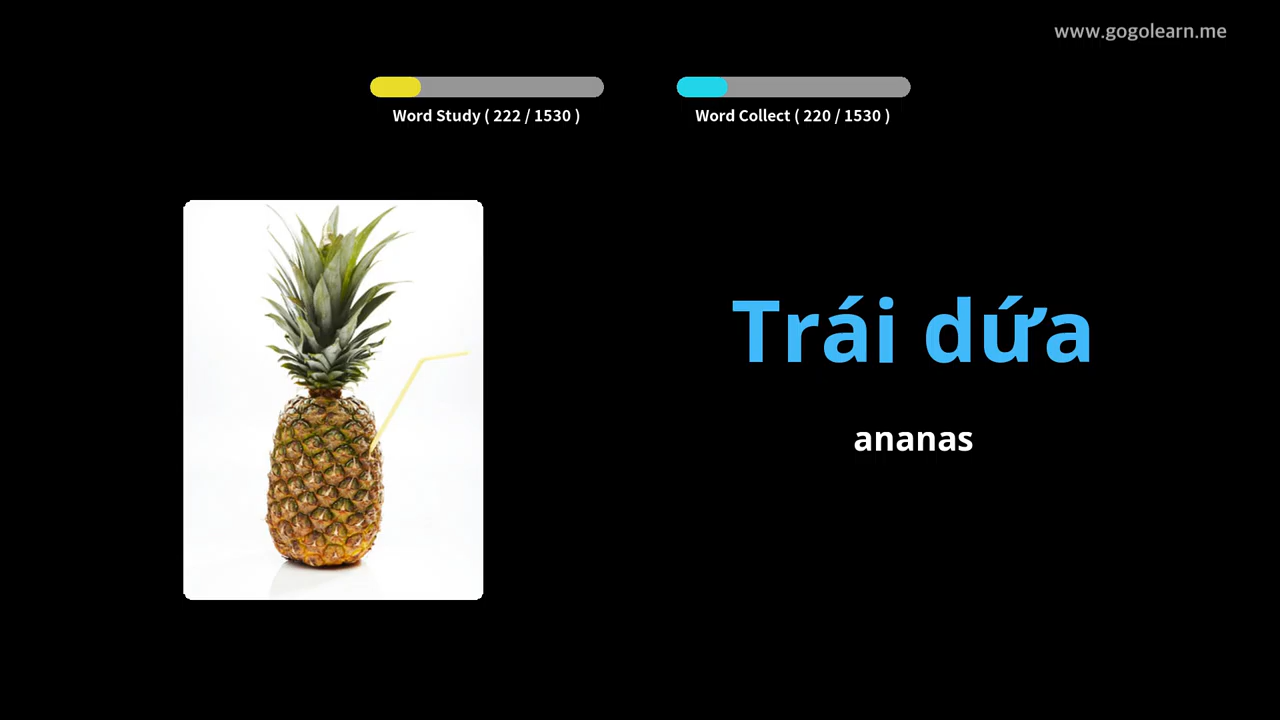 www.gogolearn.me
Word Study ( 222 / 1530 )
Word Collect ( 220 / 1530 )
Trái dứa
ananas